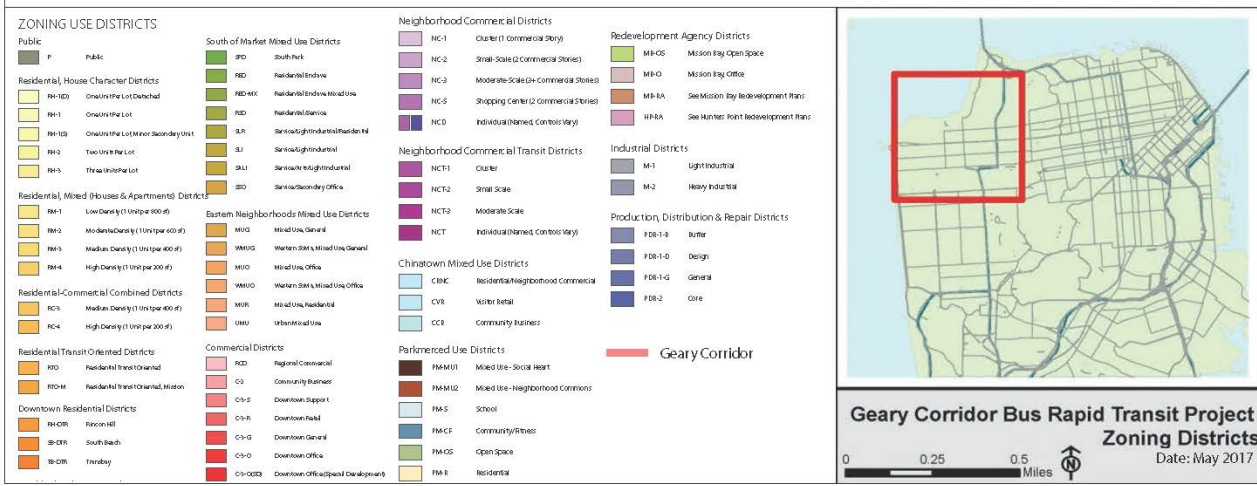 ZONING USE DISTRICTS
Public
P Public
Residential, House Character Districts
RH-1(D) One Unit Per Lot, Detached
RH-1 One Unit Per Lot
RH-1(S) One Unit Per Lot, Minor Secondary Unit
RH-2 Two Units Per Lot
RH-3 Three Units Per Lot
Residential, Mixed (Houses & Apartments) Districts
RM-1 Low Density (1 Unit per 800 sf)
RM-2 Moderate Density (1 Unit per 600 sf)
RM-3 Medium Density (1 Unit per 400 sf)
RM-4 High Density (1 Unit per 200 sf)
Residential-Commercial Combined Districts
RC-3 Medium Density (1 Unit per 400 sf)
RC-4 High Density (1 Unit per 200 sf)
Residential Transit Oriented Districts
RTO Residential Transit Oriented
RTO-M Residential Transit Oriented, Mission
Downtown Residential Districts
RH-DTR Rincon Hill
SB-DTR South Beach
TB-DTR Transbay
South of Market Mixed Use Districts
SPD South Park
RED Residential Enclave
RED-MX Residential Enclave Mixed Use
RSD Residential/Service
SLR Service/Light Industrial/Residential
SLI Service/Light Industrial
SALI Service/Arts/Light Industrial
SSO Service/Secondary Office
Eastern Neighborhoods Mixed Use Districts
MUG Mixed Use, General
WMUG Western SoMa, Mixed Use, General
MUO Mixed Use, Office
WMUO Western SoMa, Mixed Use, Office
MUR Mixed Use, Residential
UMU Urban Mixed Use
Commercial Districts
RCD Regional Commercial
C-2 Community Business
C-3-S Downtown Support
C-3-R Downtown Retail
C-3-G Downtown General
C-3-O Downtown Office
C-3-O(SD) Downtown Office (Special Development)
Neighborhood Commercial Districts
NC-1 Cluster (1 Commercial Story)
NC-2 Small-Scale (2 Commercial Stories)
NC-3 Moderate-Scale (3+ Commercial Stories)
NC-S Shopping Center (2 Commercial Stories)
NCD Individual (Named, Controls Vary)
Neighborhood Commercial Transit Districts
NCT-1 Cluster
NCT-2 Small Scale
NCT-3 Moderate Scale
NCT Individual (Named, Controls Vary)
Chinatown Mixed Use Districts
CRNC Residential/Neighborhood Commercial
CVR Visitor Retail
CCB Community Business
Parkmerced Use Districts
PM-MU1 Mixed Use - Social Heart
PM-MU2 Mixed Use - Neighborhood Commons
PM-S School
PM-CF Community/Fitness
PM-OS Open Space
PM-R Residential
Redevelopment Agency Districts
MB-OS Mission Bay, Open Space
MB-O Mission Bay, Office
MB-RA See Mission Bay Redevelopment Plans
HP-RA See Hunters Point Redevelopment Plans
Industrial Districts
M-1 Light Industrial
M-2 Heavy Industrial
Production, Distribution & Repair Districts
PDR-1-B Buffer
PDR-1-D Design
PDR-1-G General
PDR-2 Core
Geary Corridor
Geary Corridor Bus Rapid Transit Project
Zoning Districts
Date: May 2017
0 0.25 0.5
Miles
N